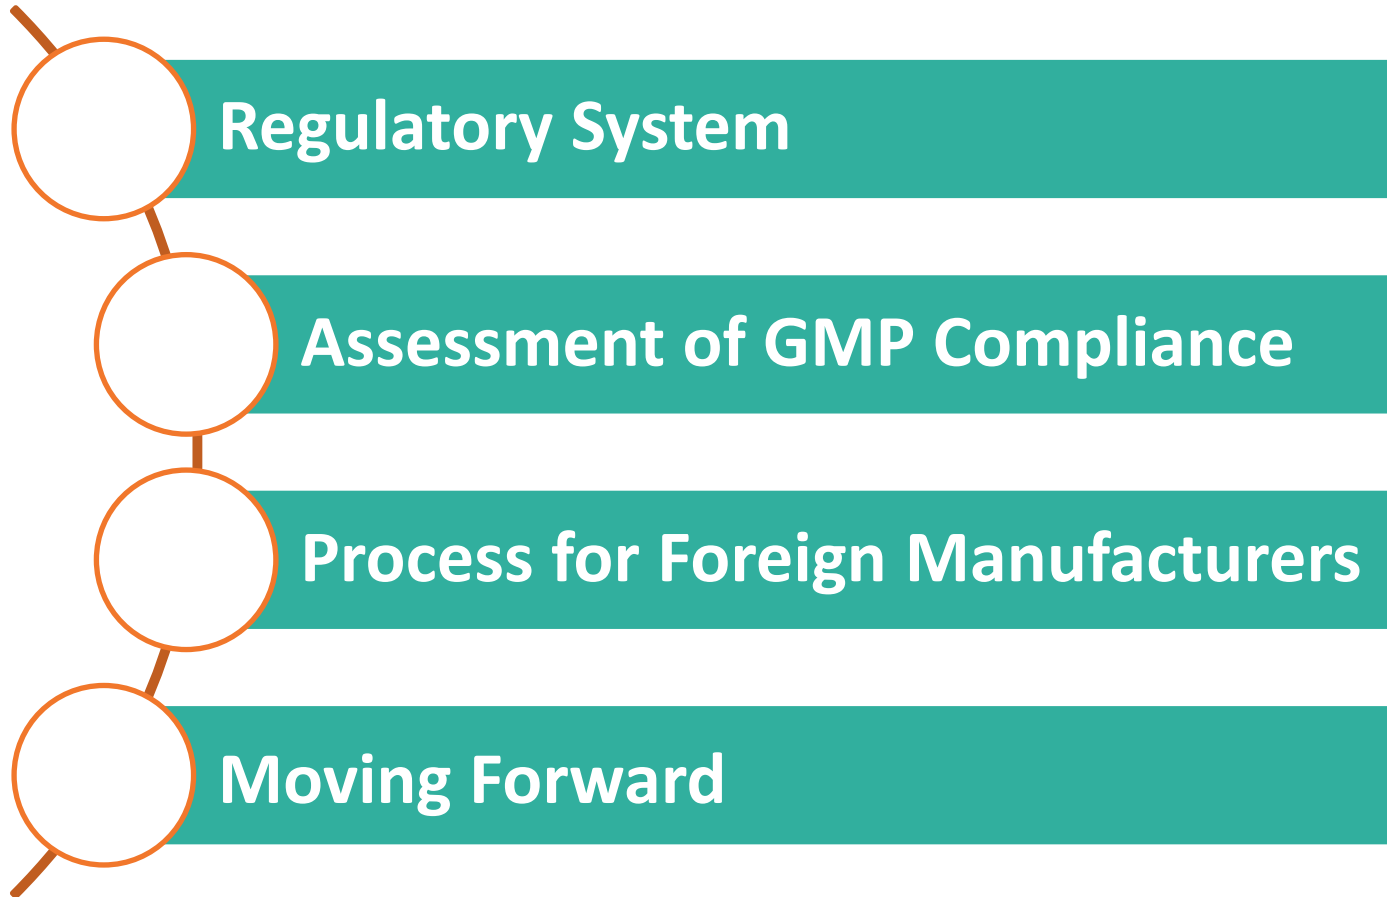 Regulatory System
Assessment of GMP Compliance
Process for Foreign Manufacturers
Moving Forward